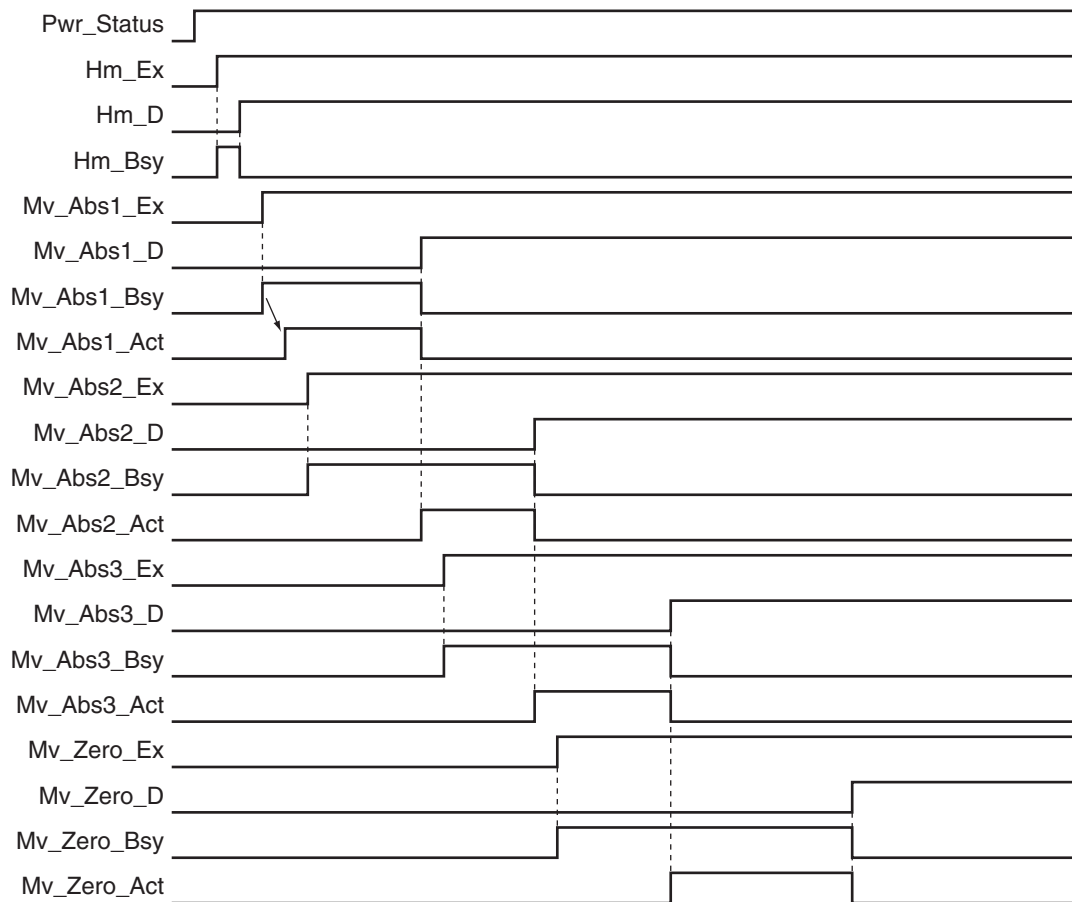 Pwr_Status
Hm_Ex
Hm_D
Hm_Bsy
Mv_Abs1_Ex
Mv_Abs1_D
Mv_Abs1_Bsy
Mv_Abs1_Act
Mv_Abs2_Ex
Mv_Abs2_D
Mv_Abs2_Bsy
Mv_Abs2_Act
Mv_Abs3_Ex
Mv_Abs3_D
Mv_Abs3_Bsy
Mv_Abs3_Act
Mv_Zero_Ex
Mv_Zero_D
Mv_Zero_Bsy
Mv_Zero_Act